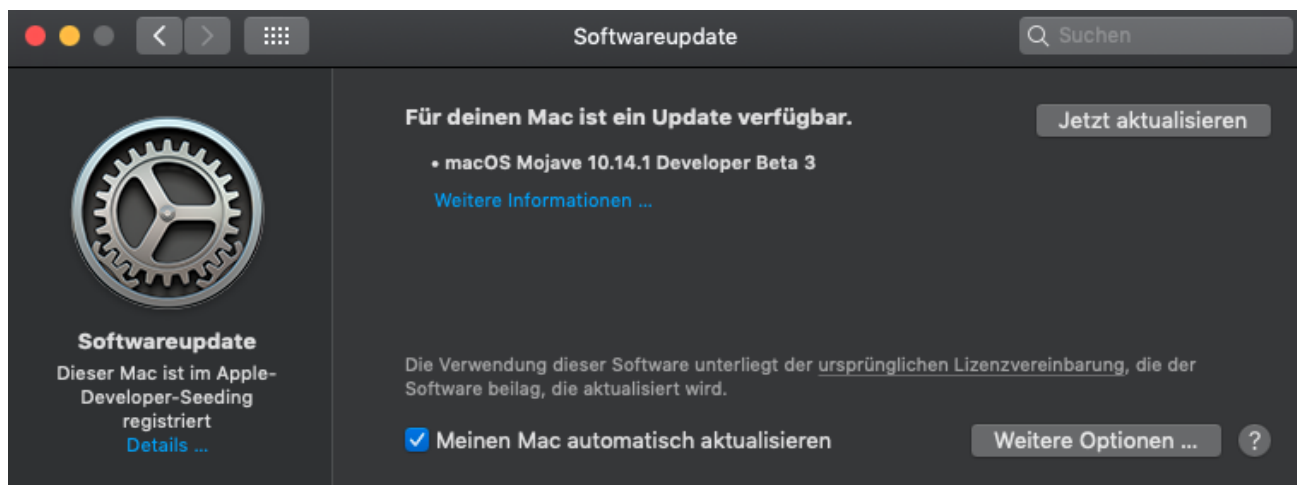 Softwareupdate
Suchen
Für deinen Mac ist ein Update verfügbar.
Jetzt aktualisieren
• macOS Mojave 10.14.1 Developer Beta 3
Weitere Informationen ...
Softwareupdate
Dieser Mac ist im Apple-
Developer-Seeding
registriert
Details ...
Die Verwendung dieser Software unterliegt der ursprünglichen Lizenzvereinbarung, die der
Software beilag, die aktualisiert wird.
Meinen Mac automatisch aktualisieren
Weitere Optionen ...
?